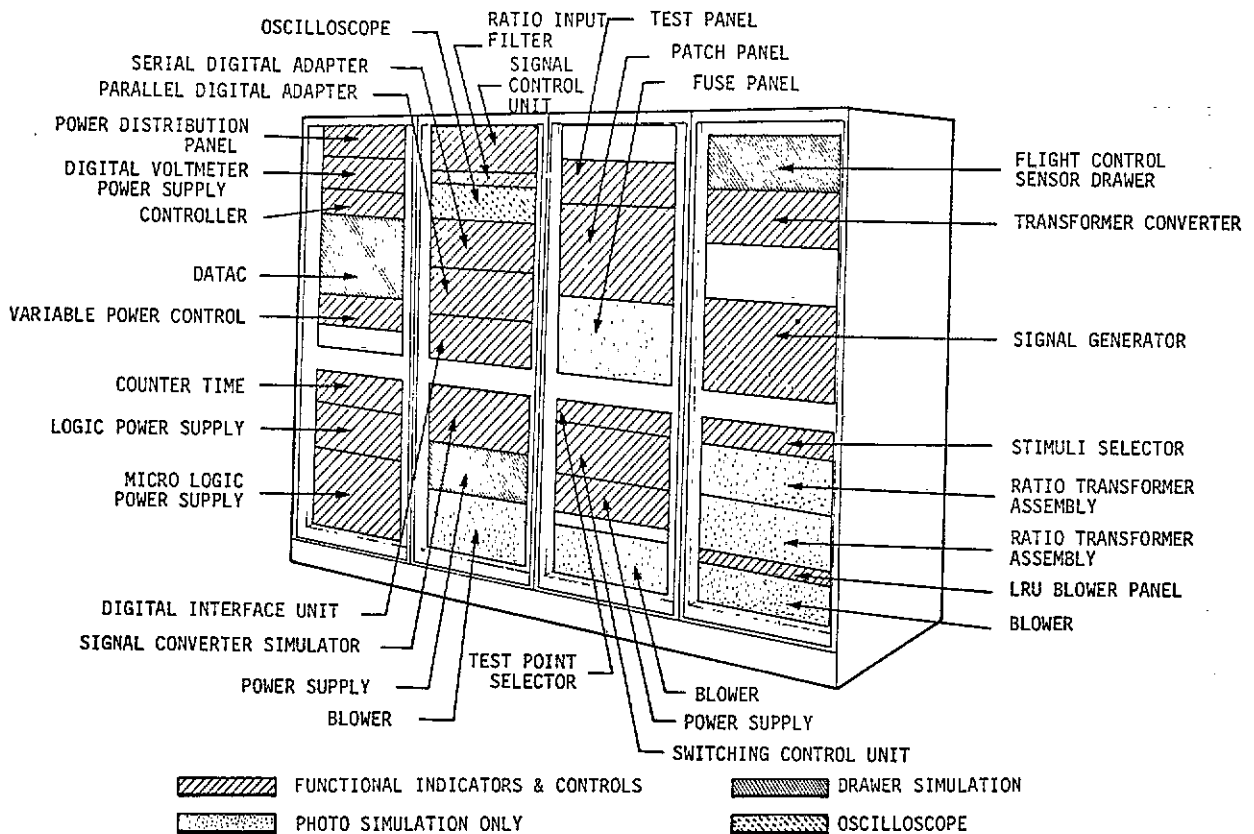 OSCILLOSCOPE
RATIO INPUT
FILTER
SIGNAL
CONTROL
UNIT
TEST PANEL
PATCH PANEL
FUSE PANEL
SERIAL DIGITAL ADAPTER
PARALLEL DIGITAL ADAPTER
POWER DISTRIBUTION
PANEL
DIGITAL VOLTMETER
POWER SUPPLY
CONTROLLER
DATAC
VARIABLE POWER CONTROL
COUNTER TIME
LOGIC POWER SUPPLY
MICRO LOGIC
POWER SUPPLY
FLIGHT CONTROL
SENSOR DRAWER
TRANSFORMER CONVERTER
SIGNAL GENERATOR
STIMULI SELECTOR
RATIO TRANSFORMER
ASSEMBLY
RATIO TRANSFORMER
ASSEMBLY
LRU BLOWER PANEL
BLOWER
DIGITAL INTERFACE UNIT
SIGNAL CONVERTER SIMULATOR
POWER SUPPLY
BLOWER
TEST POINT
SELECTOR
BLOWER
POWER SUPPLY
SWITCHING CONTROL UNIT
FUNCTIONAL INDICATORS & CONTROLS
DRAWER SIMULATION
PHOTO SIMULATION ONLY
OSCILLOSCOPE